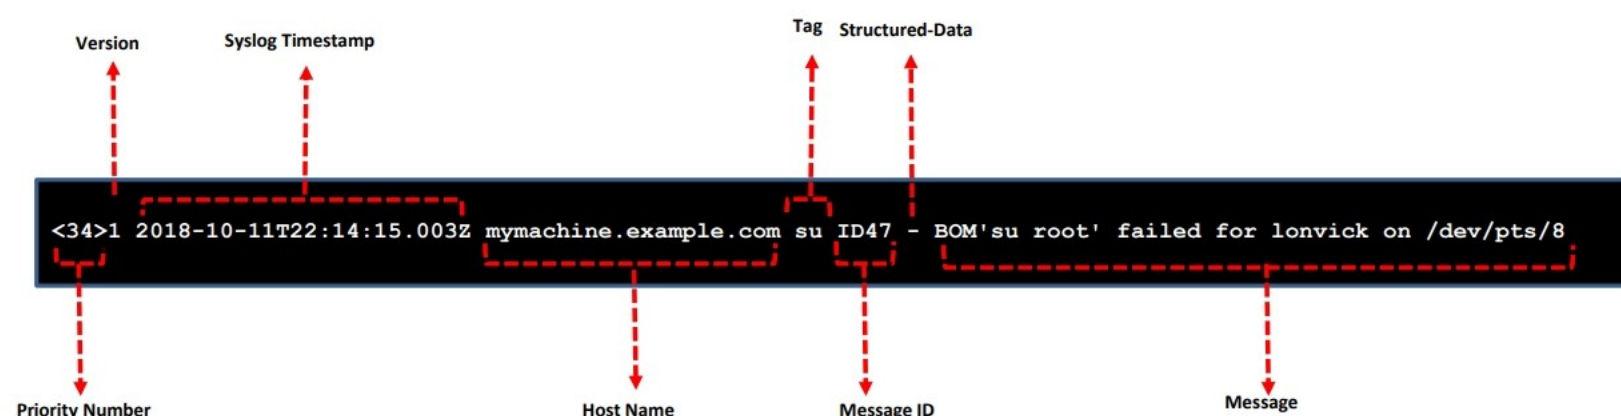 Tag Structured-Data
Version Syslog Timestamp
<34>1 2018-10-11T22:14:15.003Z mymachine.example.com su ID47 - BOM'su root' failed for lonvick on /dev/pts/8
Priority Number Host Name Message ID Message